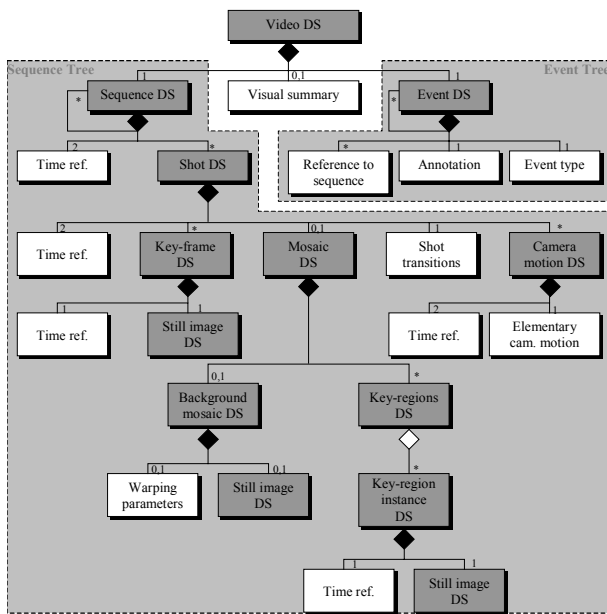 Video DS
Sequence Tree
Event Tree
1
0,1
1
Sequence DS
Visual summary
Event DS
*
*
2
*
*
1
1
Time ref.
Shot DS
Reference to
sequence
Annotation
Event type
2
*
0,1
1
*
Time ref.
Key-frame
DS
Mosaic
DS
Shot
transitions
Camera
motion DS
1
1
2
1
Time ref.
Still image
DS
Time ref.
Elementary
cam. motion
0,1
*
Background
mosaic DS
Key-regions
DS
0,1
0,1
*
Warping
parameters
Still image
DS
Key-region
instance
DS
1
1
Time ref.
Still image
DS